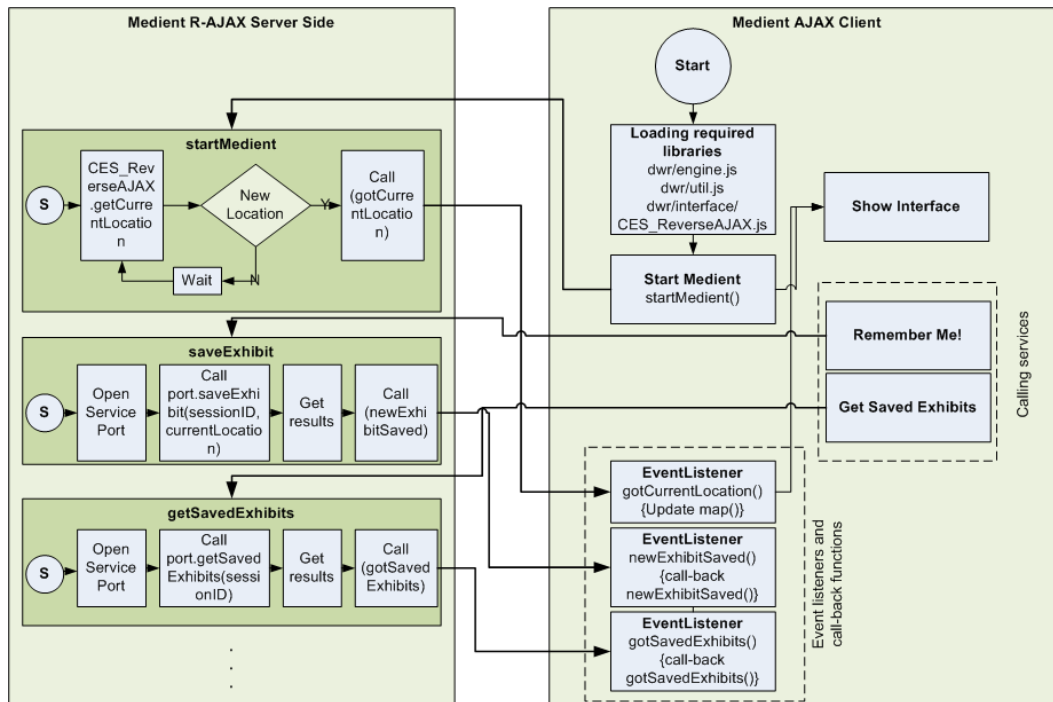 Medient R-AJAX Server Side
startMedient
S
CES_Rev
erseAJAX
.getCurre
ntLocatio
n
New
Location
Y
N
Wait
Call
(gotCurre
ntLocatio
n)
saveExhibit
S
Open
Service
Port
Call
port.saveExhi
bit(sessionID,
currentLocati
on)
Get
results
Call
(newExhi
bitSaved)
getSavedExhibits
S
Open
Service
Port
Call
port.getSaved
Exhibits(sessi
onID)
Get
results
Call
(gotSaved
Exhibits)
.
.
.
Medient AJAX Client
Start
Loading required
libraries
dwr/engine.js
dwr/util.js
dwr/interface/
CES_ReverseAJAX.js
Start Medient
startMedient()
Show Interface
Remember Me!
Get Saved Exhibits
Calling services
EventListener
gotCurrentLocation()
{Update map()}
EventListener
newExhibitSaved()
{call-back
newExhibitSaved()}
EventListener
gotSavedExhibits()
{call-back
gotSavedExhibits()}
Event listeners and
call-back functions